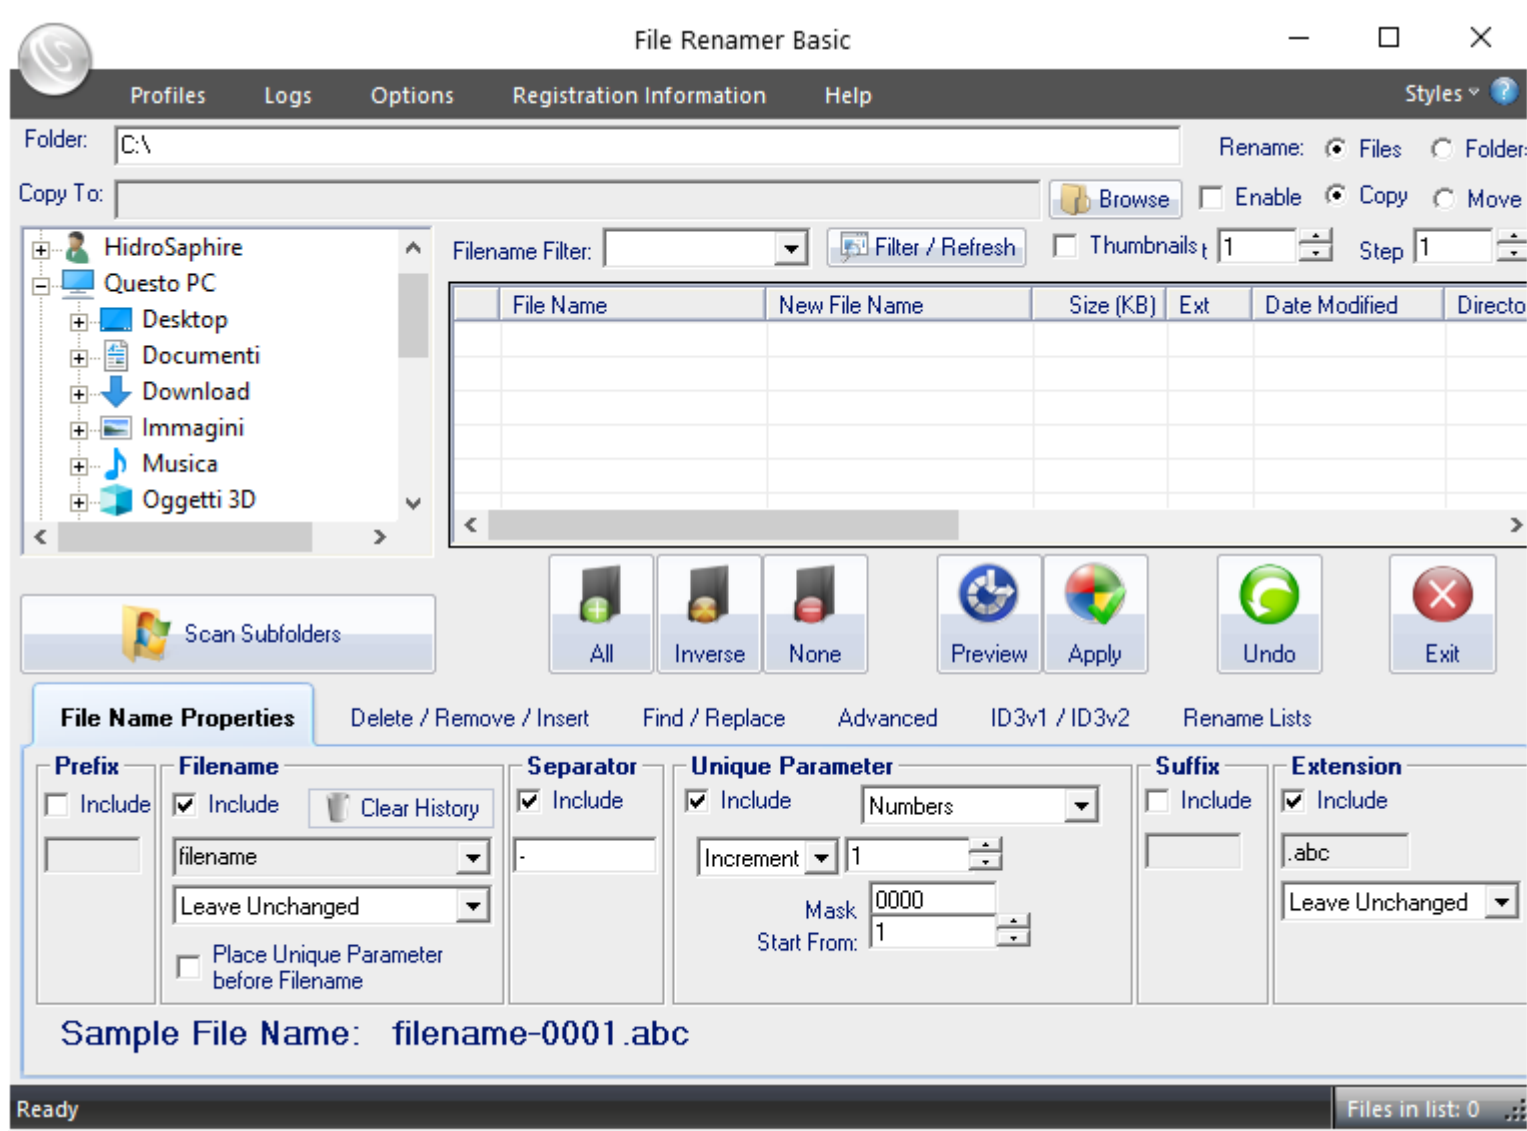 File Renamer Basic
Profiles Logs Options Registration Information Help Styles
Folder: C:\ Rename: Files Folder
Copy To: Browse Enable Copy Move
HidroSaphire
Questo PC
Desktop
Documenti
Download
Immagini
Musica
Oggetti 3D
Filename Filter: Filter / Refresh Thumbnails t 1 Step 1
File Name New File Name Size (KB) Ext Date Modified Directo
Scan Subfolders
All Inverse None Preview Apply Undo Exit
File Name Properties Delete / Remove / Insert Find / Replace Advanced ID3v1 / ID3v2 Rename Lists
Prefix
Include
Filename
Include Clear History
filename
Leave Unchanged
Place Unique Parameter
before Filename
Separator
Include
-
Unique Parameter
Include Numbers
Increment 1
Mask 0000
Start From: 1
Suffix
Include
Extension
Include
.abc
Leave Unchanged
Sample File Name: filename-0001.abc
Ready Files in list: 0